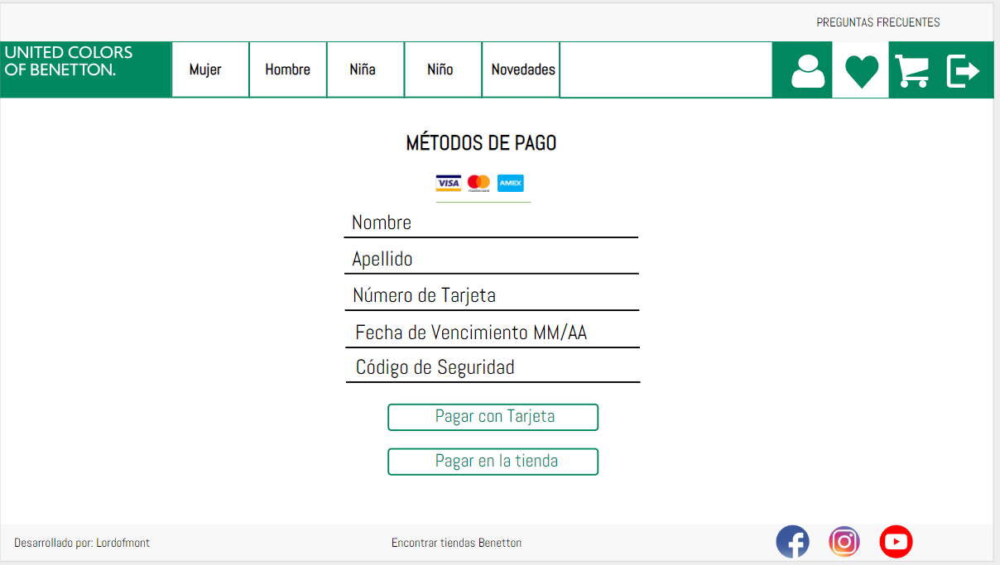 PREGUNTAS FRECUENTES
UNITED COLORS
OF BENETTON.
Mujer
Hombre
Niña
Niño
Novedades
MÉTODOS DE PAGO
VISA
mastercard
AMEX
Nombre
Apellido
Número de Tarjeta
Fecha de Vencimiento MM/AA
Código de Seguridad
Pagar con Tarjeta
Pagar en la tienda
Desarrollado por: Lordofmont
Encontrar tiendas Benetton